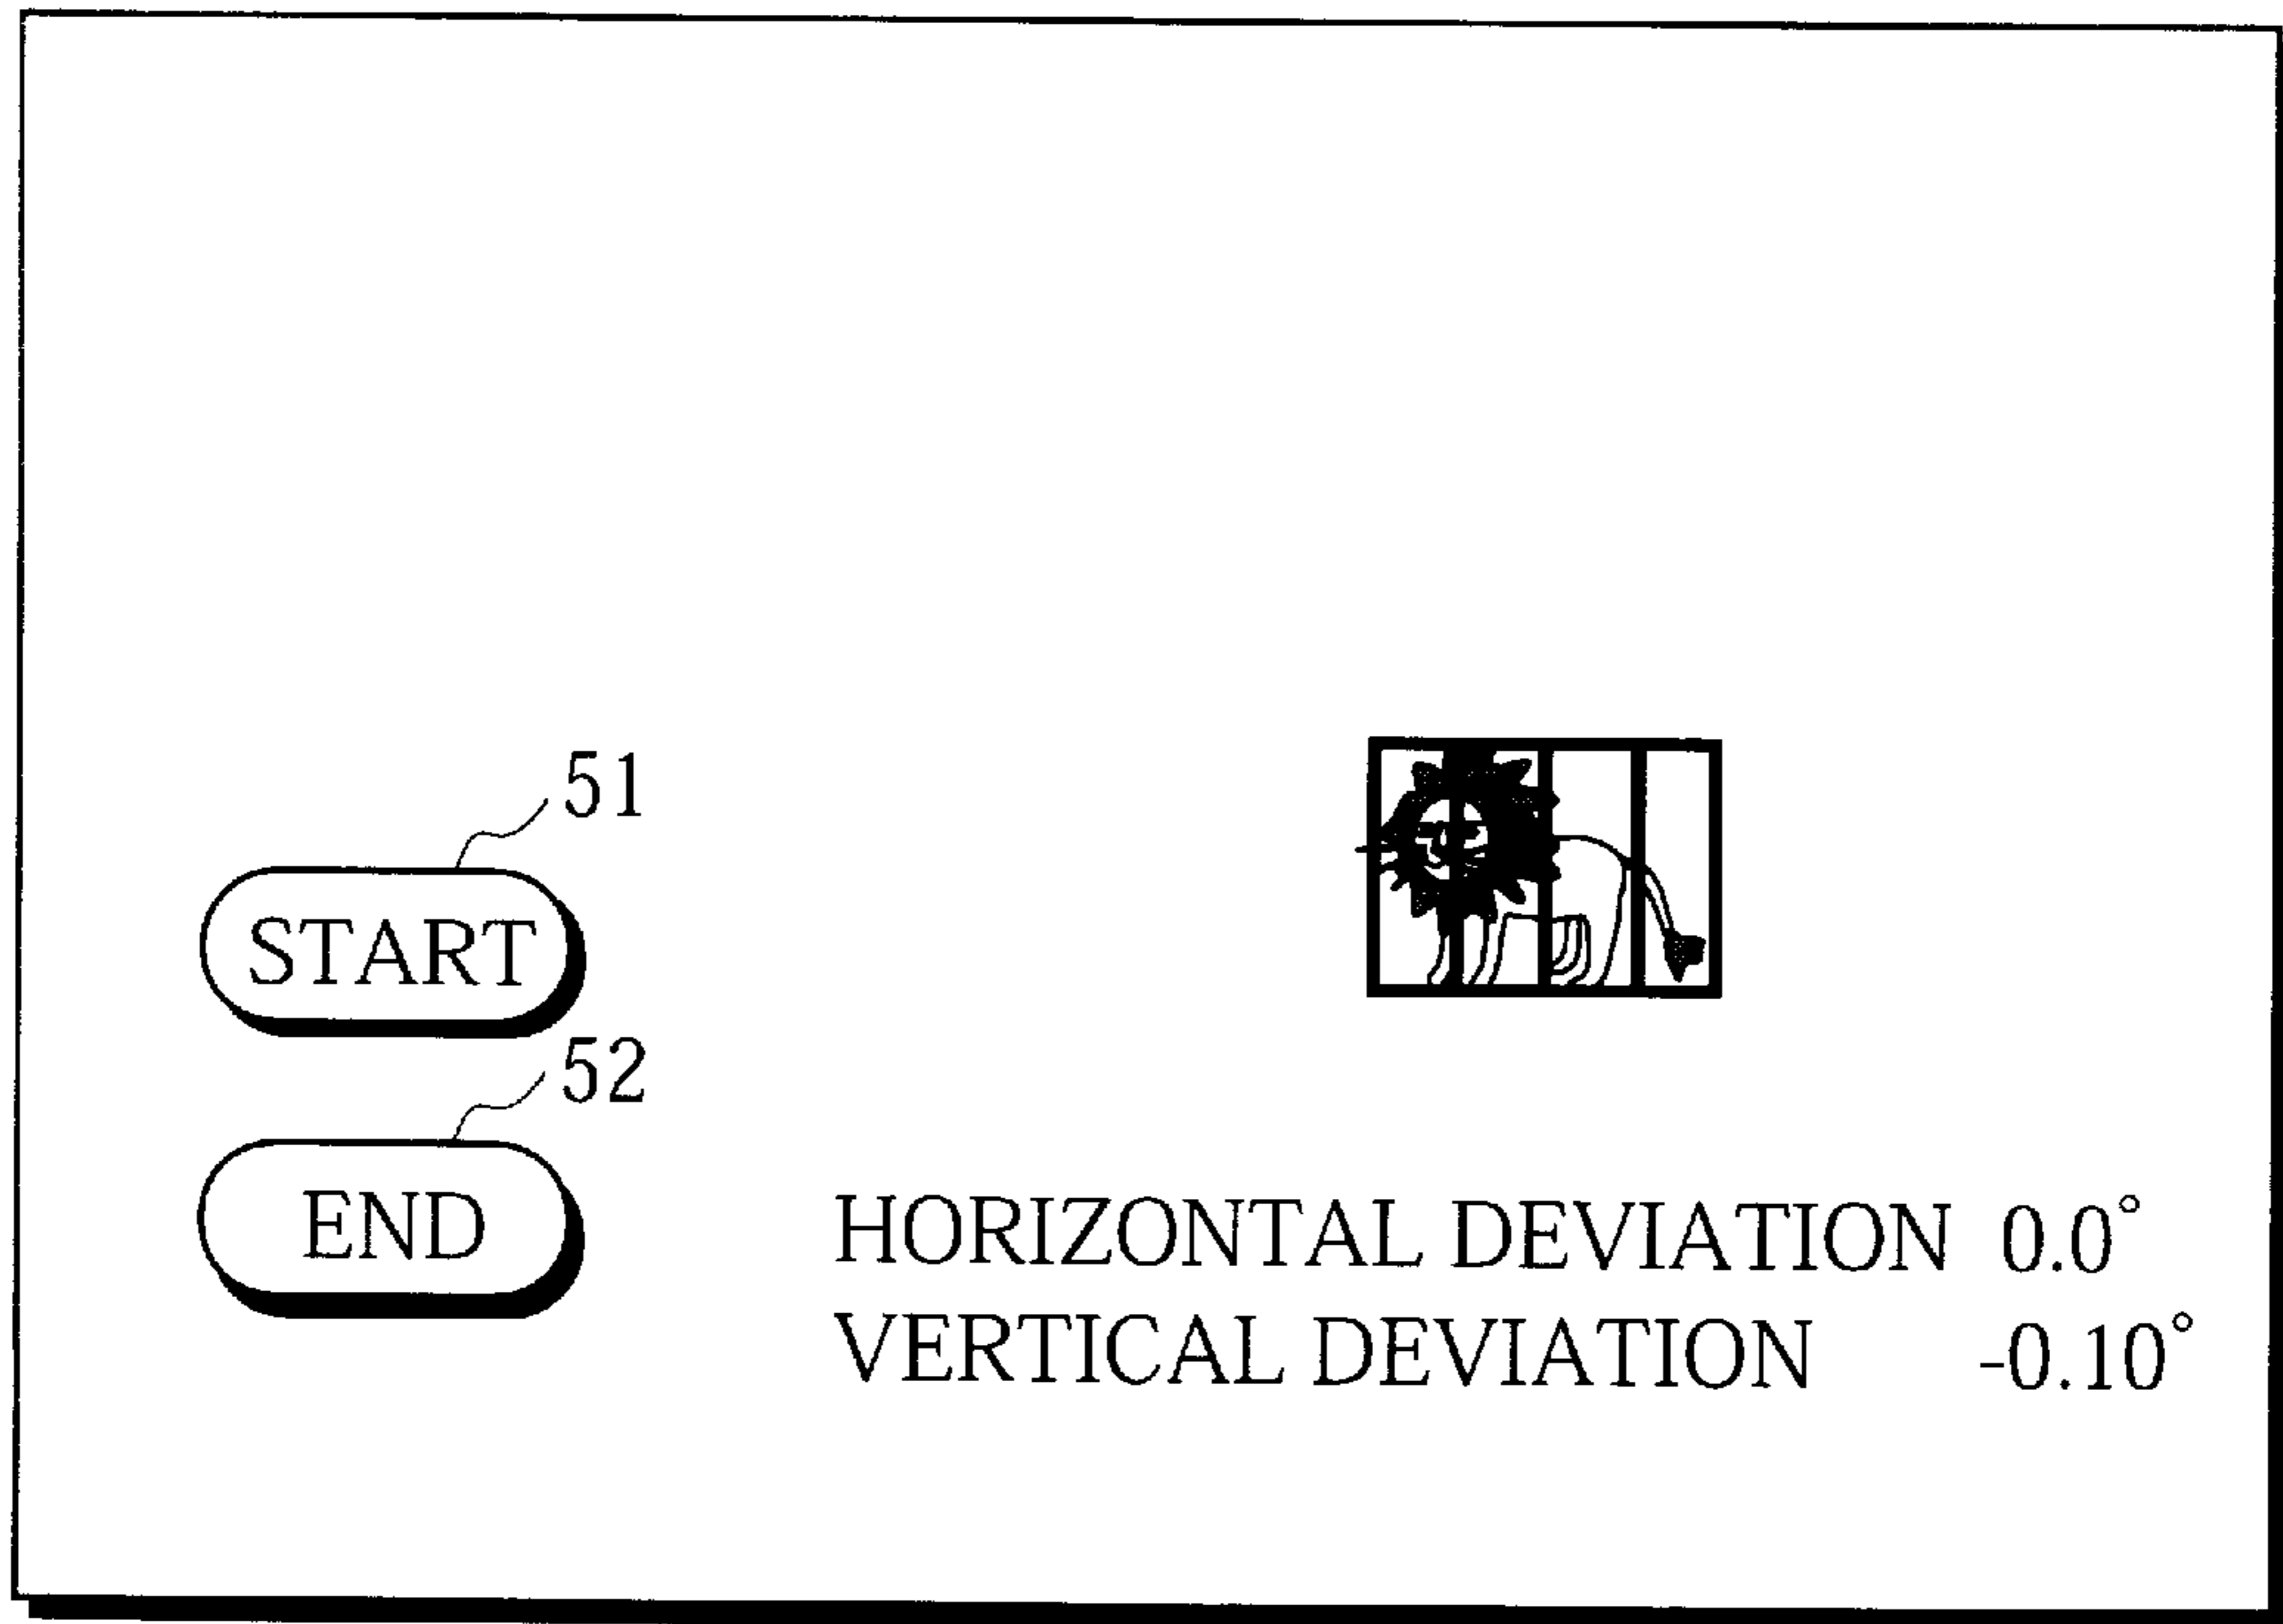 51
START
52
END
HORIZONTAL DEVIATION 0.0°
VERTICAL DEVIATION -0.10°